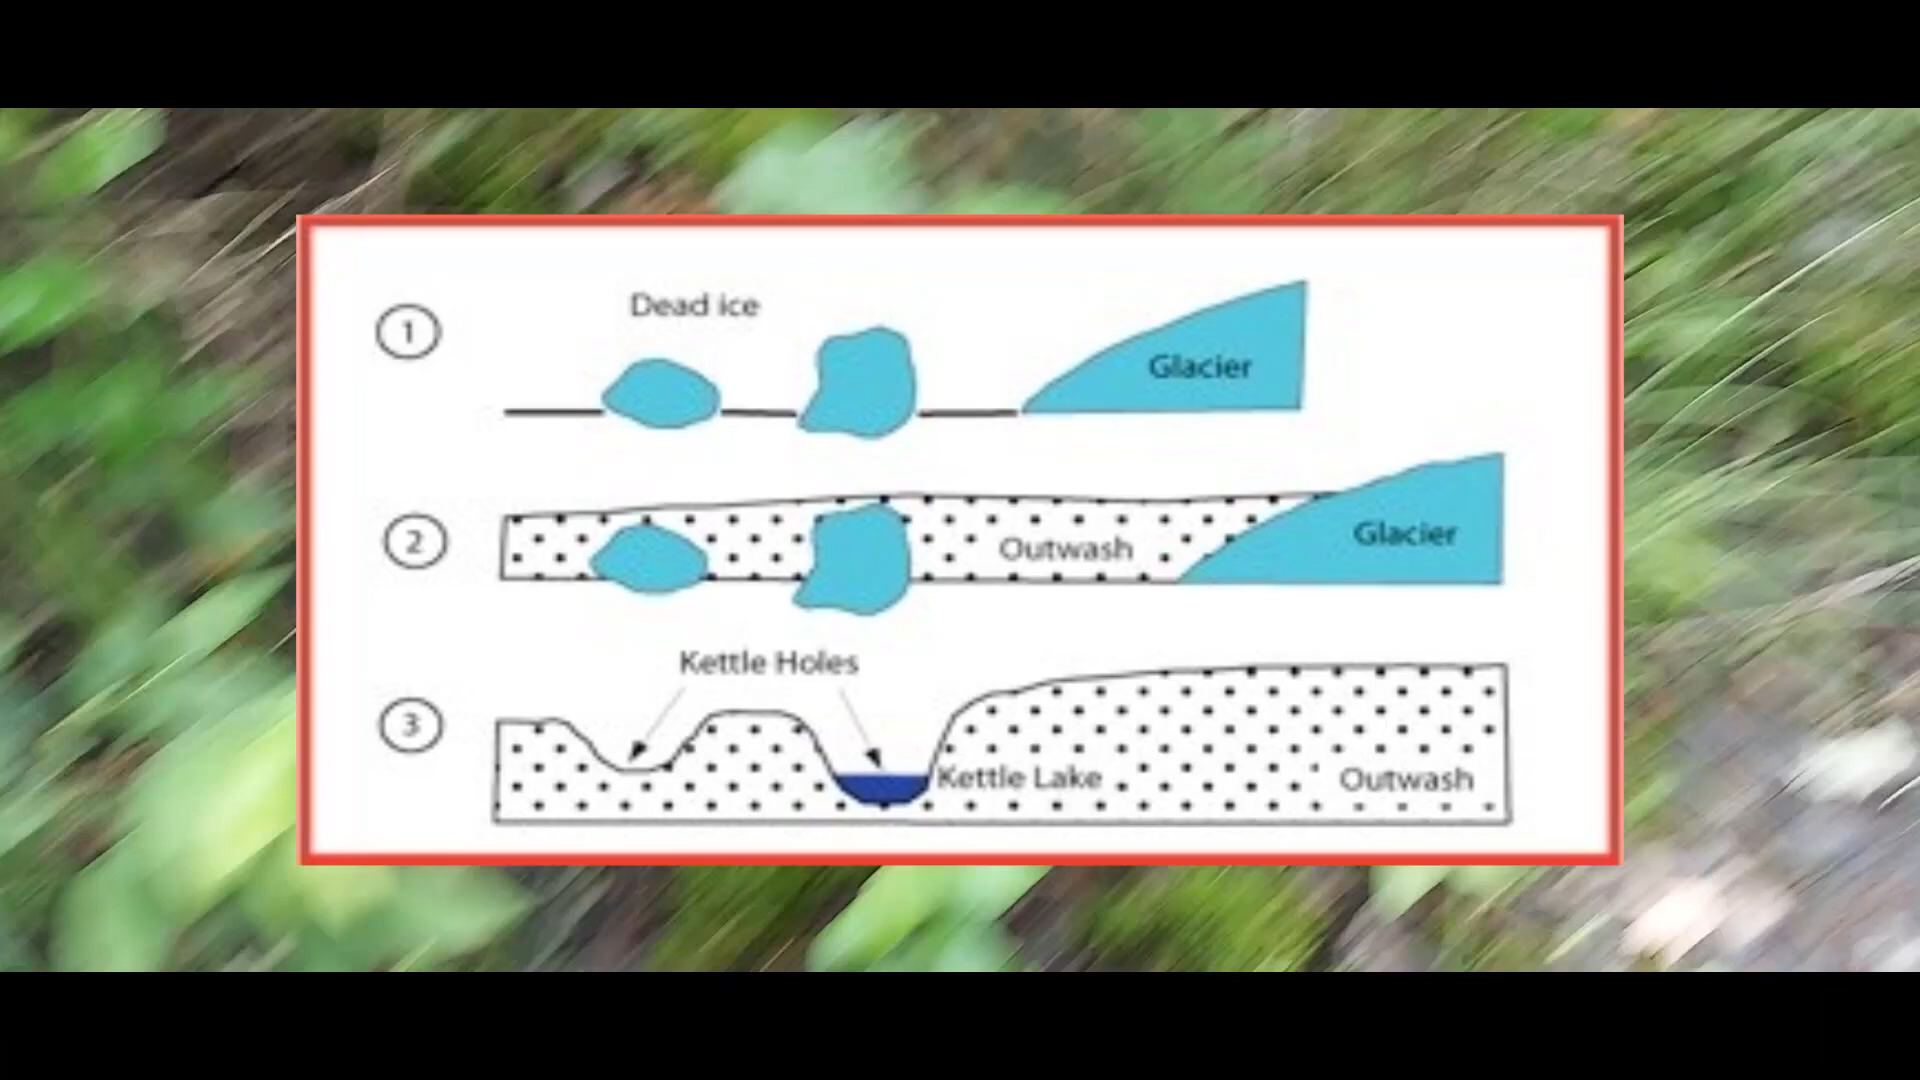 1
Dead ice
Glacier
2
Outwash
Glacier
Kettle Holes
3
Kettle Lake
Outwash